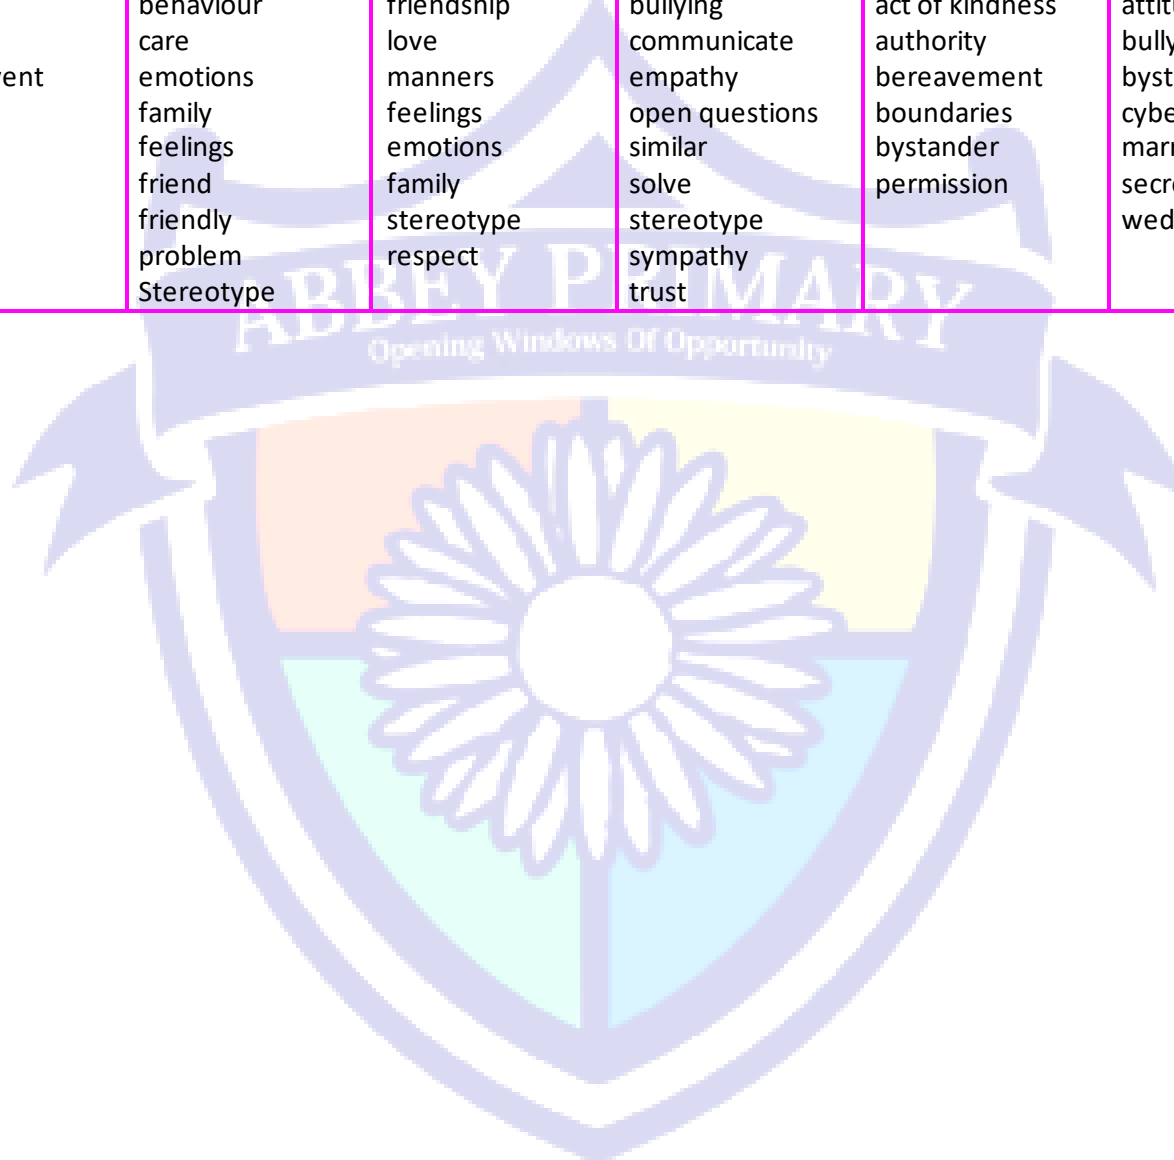 behaviour
care
emotions
family
feelings
friend
friendly
problem
Stereotype
friendship
love
manners
feelings
emotions
family
stereotype
respect
bullying
communicate
empathy
open questions
similar
solve
stereotype
sympathy
trust
act of kindness
authority
bereavement
boundaries
bystander
permission
ABBEY PRIMARY
Opening Windows Of Opportunity